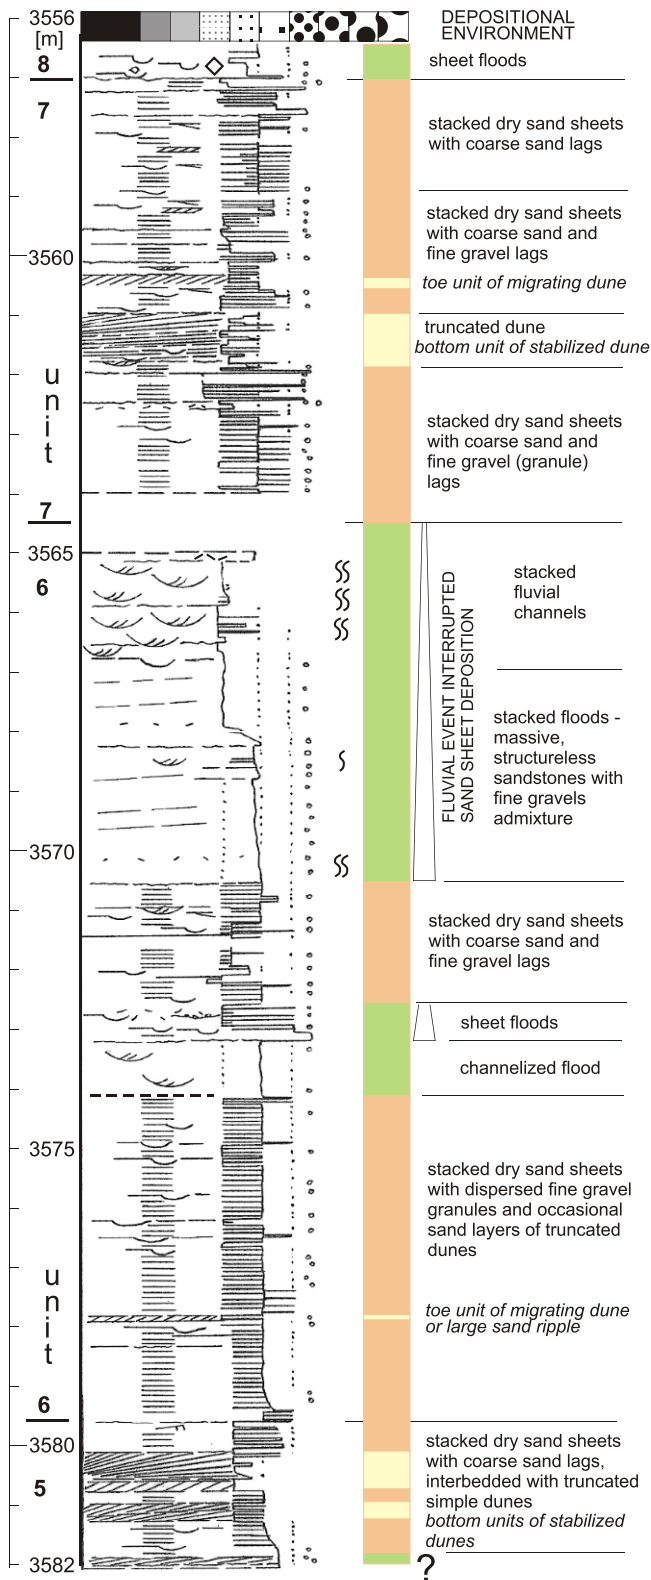 3556
[m]
DEPOSITIONAL
ENVIRONMENT
8
sheet floods
7
stacked dry sand sheets
with coarse sand lags
stacked dry sand sheets
with coarse sand and
fine gravel lags
3560
toe unit of migrating dune
truncated dune
bottom unit of stabilized dune
unit
stacked dry sand sheets
with coarse sand and
fine gravel (granule)
lags
7
3565
6
stacked
fluvial
channels
FLUVIAL EVENT INTERRUPTED
SAND SHEET DEPOSITION
stacked floods -
massive,
structureless
sandstones with
fine gravels
admixture
3570
stacked dry sand sheets
with coarse sand and
fine gravel lags
sheet floods
channelized flood
3575
stacked dry sand sheets
with dispersed fine gravel
granules and occasional
sand layers of truncated
dunes
unit
toe unit of migrating dune
or large sand ripple
6
3580
stacked dry sand sheets
with coarse sand lags,
interbedded with truncated
simple dunes
bottom units of stabilized
dunes
5
3582
?